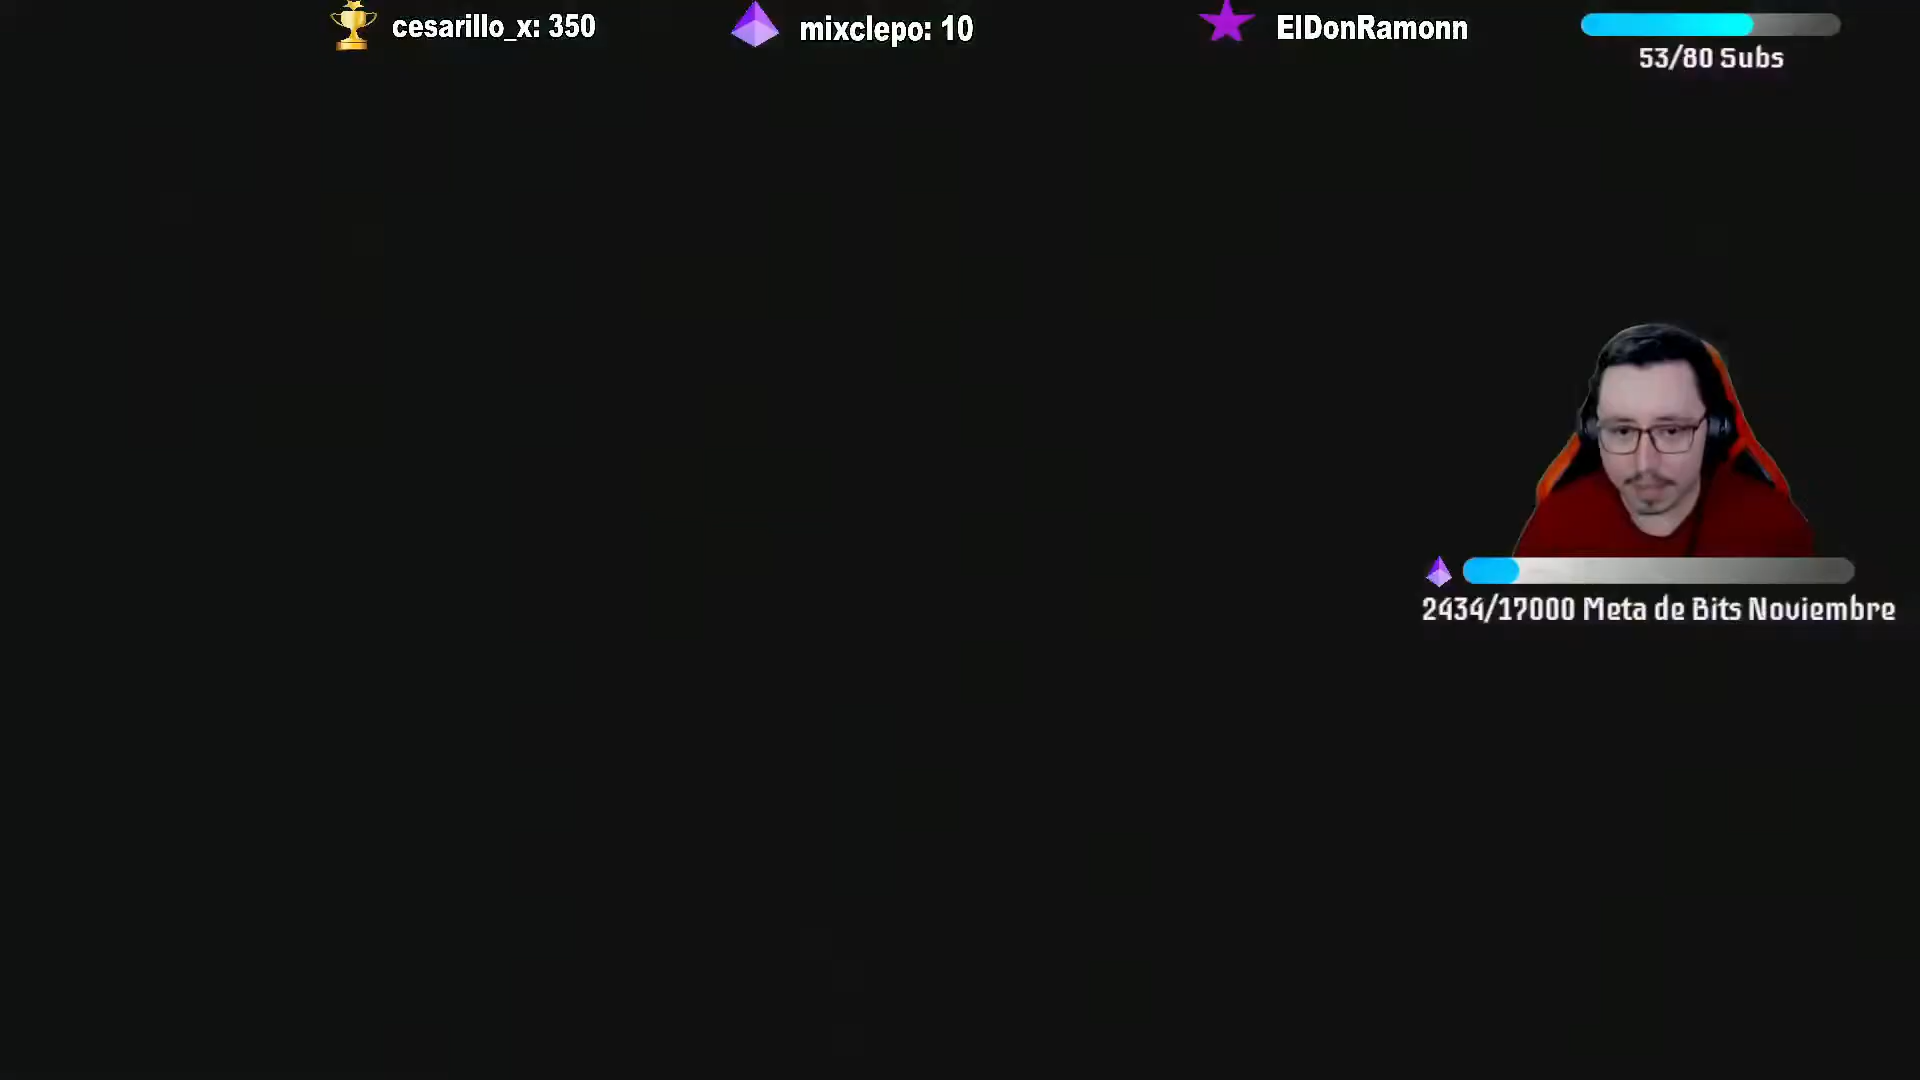 cesarillo_x: 350
mixclepo: 10
ElDonRamonn
53/80 Subs
2434/17000 Meta de Bits Noviembre